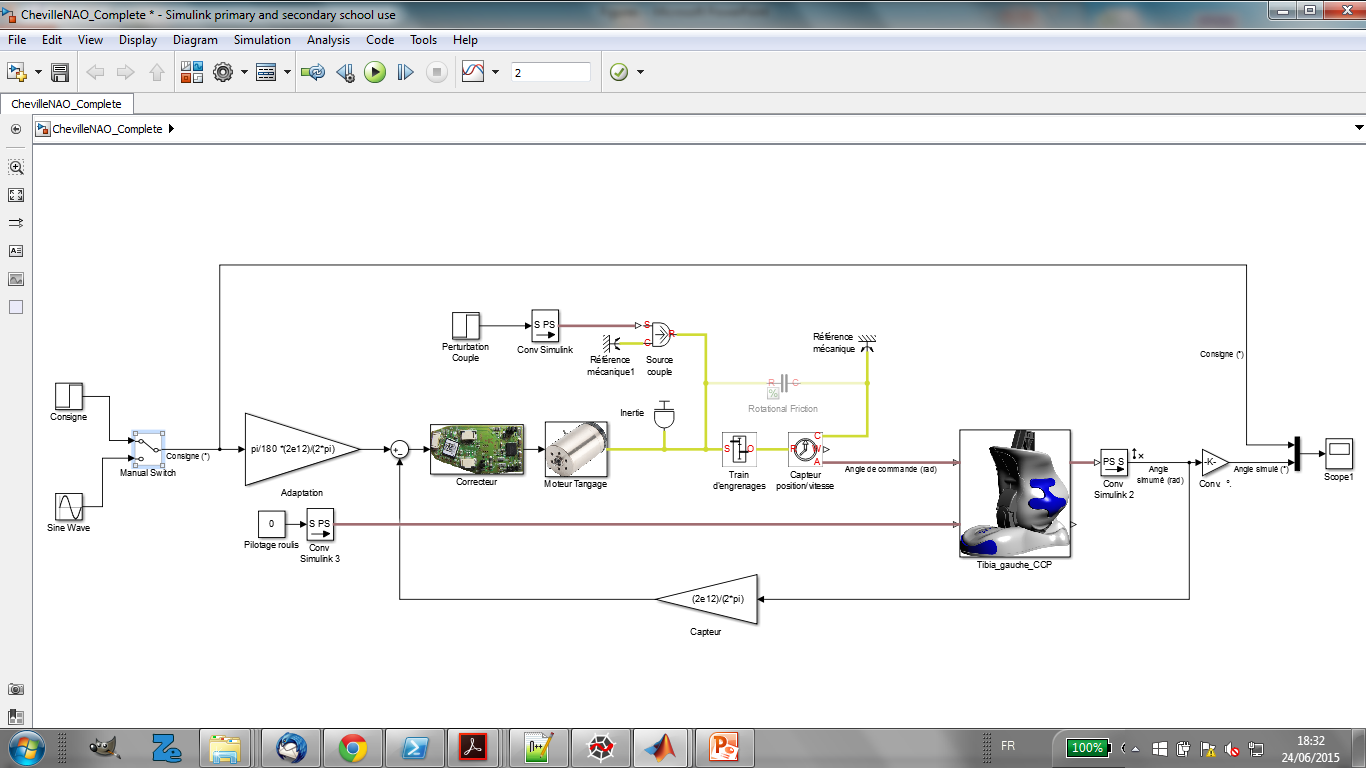 ChevilleNAO_Complete * - Simulink primary and secondary school use
File Edit View Display Diagram Simulation Analysis Code Tools Help
2
ChevilleNAO_Complete
ChevilleNAO_Complete
Consigne (*)
Perturbation
Couple
S PS
Conv Simulink
Référence
mécanique1
S
C
R
Source
couple
Référence
mécanique
R C
Rotational Friction
Consigne
Manual Switch
Consigne (*)
Sine Wave
pi/180 *(2e12)/(2*pi)
Adaptation
Correcteur
Moteur Tangage
Inertie
S O
Train
d'engrenages
R
C
W
A
Capteur
position/vitesse
Angle de commande (rad)
0
Pilotage roulis
S PS
Conv
Simulink 3
Tibia_gauche_CCP
PS S
Conv
Simulink 2
Angle
simumé (rad)
-K-
Conv. °.
Angle simulé (*)
Scope1
(2e12)/(2*pi)
Capteur
FR
100%
18:32
24/06/2015